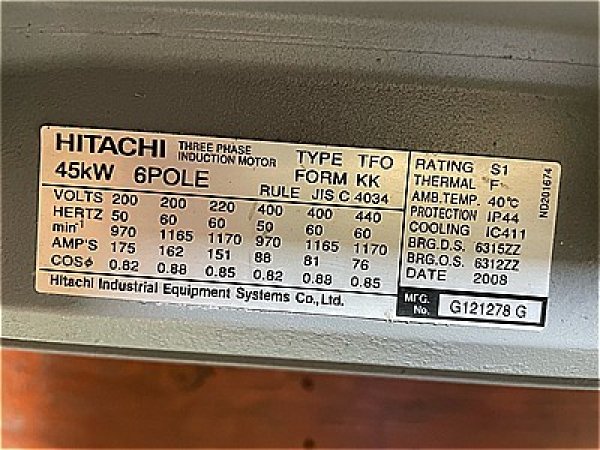 HITACHI THREE PHASE INDUCTION MOTOR TYPE TFO
45kW 6POLE FORM KK
RULE JIS C 4034
VOLTS 200 200 220 400 400 440
HERTZ 50 60 60 50 60 60
min-1 970 1165 1170 970 1165 1170
AMP'S 175 162 151 88 81 76
COSϕ 0.82 0.88 0.85 0.82 0.88 0.85
Hitachi Industrial Equipment Systems Co., Ltd.
RATING S1
THERMAL F
AMB.TEMP. 40℃
PROTECTION IP44
COOLING IC411
BRG.D.S. 6315ZZ
BRG.O.S. 6312ZZ
DATE 2008
MFG. No. G121278 G
ND201674